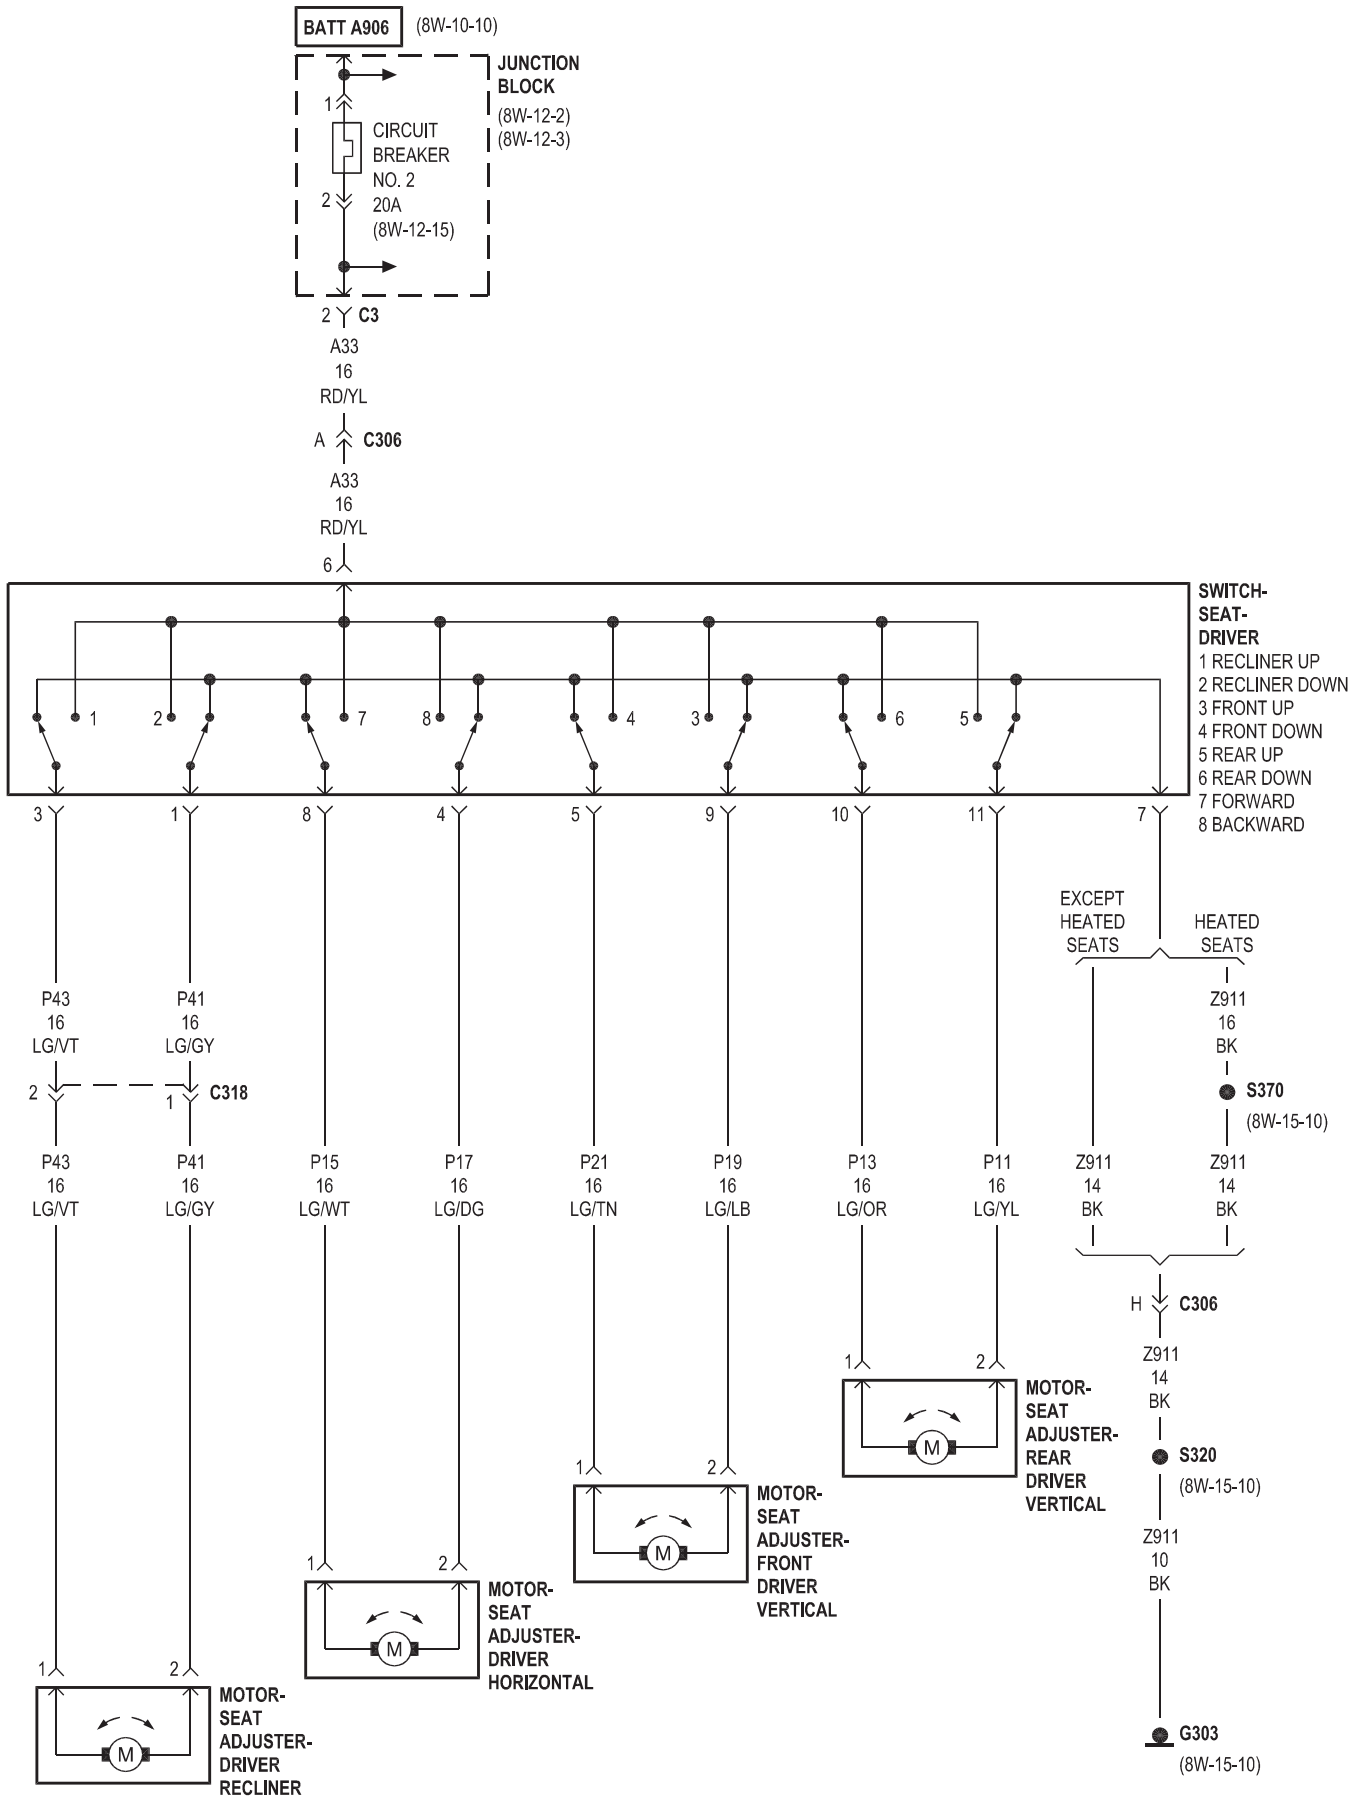 BATT A906 (8W-10-10)
JUNCTION
BLOCK
(8W-12-2)
(8W-12-3)
1
CIRCUIT
BREAKER
NO. 2
20A
(8W-12-15)
2
2 C3
A33
16
RD/YL
A C306
A33
16
RD/YL
6
SWITCH-
SEAT-
DRIVER
1 RECLINER UP
2 RECLINER DOWN
3 FRONT UP
4 FRONT DOWN
5 REAR UP
6 REAR DOWN
7 FORWARD
8 BACKWARD
1 2 7 8 4 3 6 5
3 1 8 4 5 9 10 11 7
EXCEPT
HEATED
SEATS
HEATED
SEATS
P43
16
LG/VT
P41
16
LG/GY
Z911
16
BK
2 1 C318
S370
(8W-15-10)
P43
16
LG/VT
P41
16
LG/GY
P15
16
LG/WT
P17
16
LG/DG
P21
16
LG/TN
P19
16
LG/LB
P13
16
LG/OR
P11
16
LG/YL
Z911
14
BK
Z911
14
BK
H C306
Z911
14
BK
S320
(8W-15-10)
Z911
10
BK
G303
(8W-15-10)
1 2
M
MOTOR-
SEAT
ADJUSTER-
REAR
DRIVER
VERTICAL
1 2
M
MOTOR-
SEAT
ADJUSTER-
FRONT
DRIVER
VERTICAL
1 2
M
MOTOR-
SEAT
ADJUSTER-
DRIVER
HORIZONTAL
1 2
M
MOTOR-
SEAT
ADJUSTER-
DRIVER
RECLINER